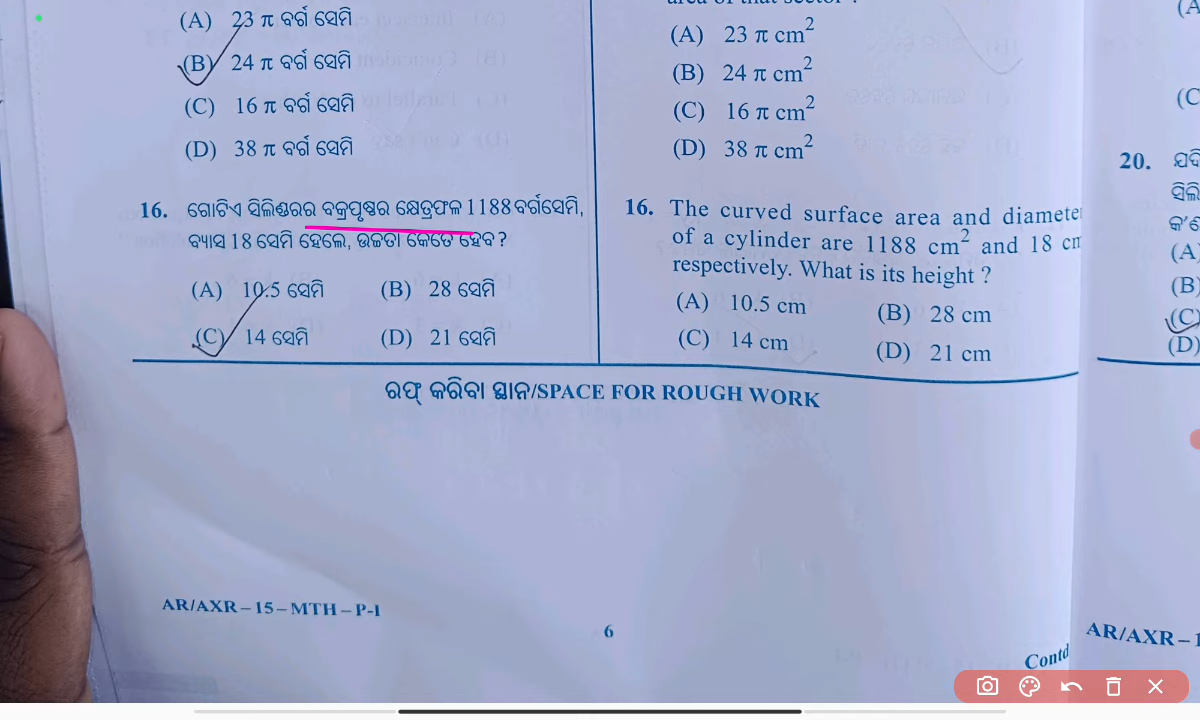 (A) 23 π ବର୍ଗ ସେମି
(B) 24 π ବର୍ଗ ସେମି
(C) 16 π ବର୍ଗ ସେମି
(D) 38 π ବର୍ଗ ସେମି
16. ଗୋଟିଏ ସିଲିଣ୍ଡରର ବକ୍ରପୃଷ୍ଠର କ୍ଷେତ୍ରଫଳ 1188 ବର୍ଗସେମି,
ବ୍ୟାସ 18 ସେମି ହେଲେ, ଉଚ୍ଚତା କେତେ ହେବ ?
(A) 10.5 ସେମି (B) 28 ସେମି
(C) 14 ସେମି (D) 21 ସେମି
(A) 23 π cm²
(B) 24 π cm²
(C) 16 π cm²
(D) 38 π cm²
16. The curved surface area and diameter
of a cylinder are 1188 cm² and 18 cm
respectively. What is its height ?
(A) 10.5 cm (B) 28 cm
(C) 14 cm (D) 21 cm
20.
(A)
(B)
(C)
(D)
ରଫ୍ କରିବା ସ୍ଥାନ/SPACE FOR ROUGH WORK
AR/AXR – 15 – MTH – P-I
6
Contd
AR/AXR – 1